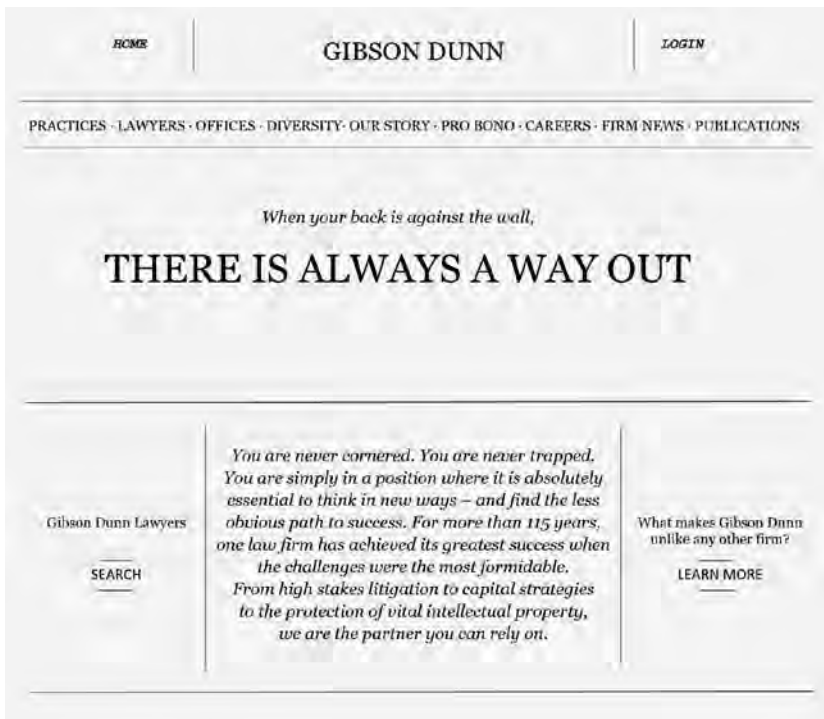 HOME
GIBSON DUNN
LOGIN
PRACTICES · LAWYERS · OFFICES · DIVERSITY· OUR STORY · PRO BONO · CAREERS · FIRM NEWS · PUBLICATIONS
When your back is against the wall,
THERE IS ALWAYS A WAY OUT
Gibson Dunn Lawyers
SEARCH
You are never cornered. You are never trapped.
You are simply in a position where it is absolutely
essential to think in new ways – and find the less
obvious path to success. For more than 115 years,
one law firm has achieved its greatest success when
the challenges were the most formidable.
From high stakes litigation to capital strategies
to the protection of vital intellectual property,
we are the partner you can rely on.
What makes Gibson Dunn
unlike any other firm?
LEARN MORE